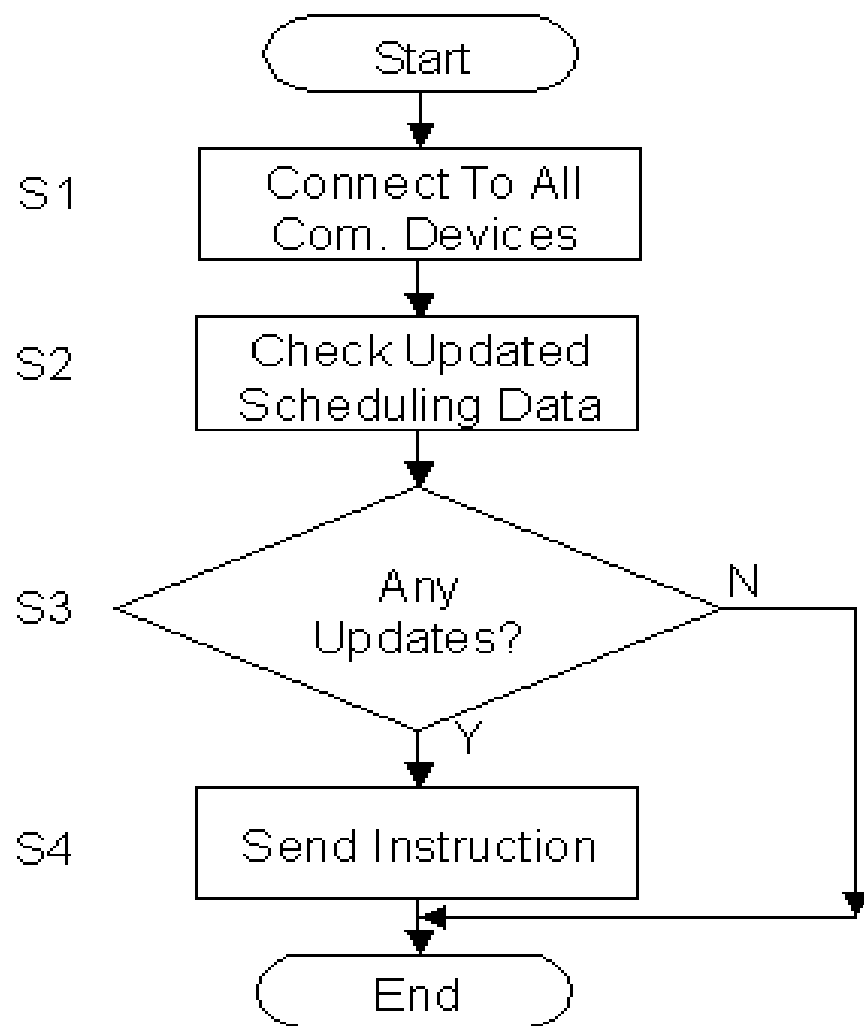 Start
S1
Connect To All
Com. Devices
S2
Check Updated
Scheduling Data
S3
Any
Updates?
N
Y
S4
Send Instruction
End